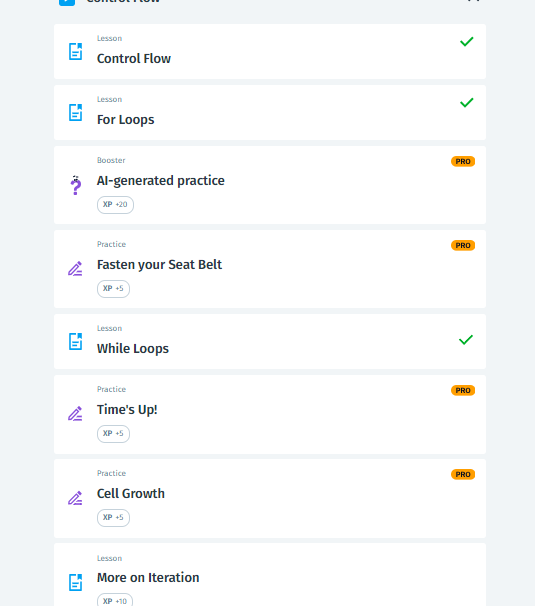 Control Flow
Lesson
Control Flow
Lesson
For Loops
Booster
PRO
AI-generated practice
XP +20
Practice
PRO
Fasten your Seat Belt
XP +5
Lesson
While Loops
Practice
PRO
Time's Up!
XP +5
Practice
PRO
Cell Growth
XP +5
Lesson
More on Iteration
XP +10